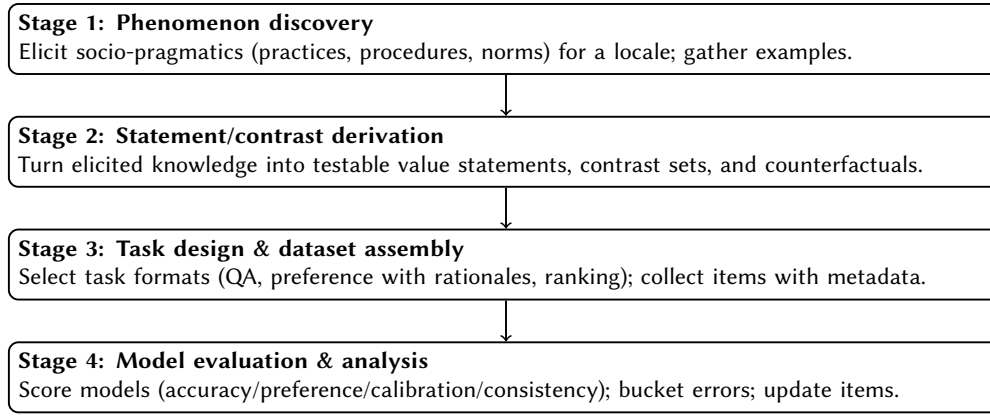 Stage 1: Phenomenon discovery
Elicit socio-pragmatics (practices, procedures, norms) for a locale; gather examples.
Stage 2: Statement/contrast derivation
Turn elicited knowledge into testable value statements, contrast sets, and counterfactuals.
Stage 3: Task design & dataset assembly
Select task formats (QA, preference with rationales, ranking); collect items with metadata.
Stage 4: Model evaluation & analysis
Score models (accuracy/preference/calibration/consistency); bucket errors; update items.